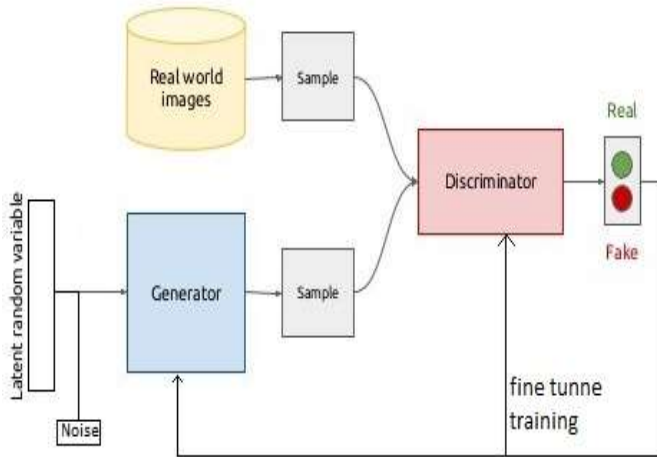 Real world
images
Sample
Real
Discriminator
Fake
Latent random variable
Generator
Sample
Noise
fine tunne
training